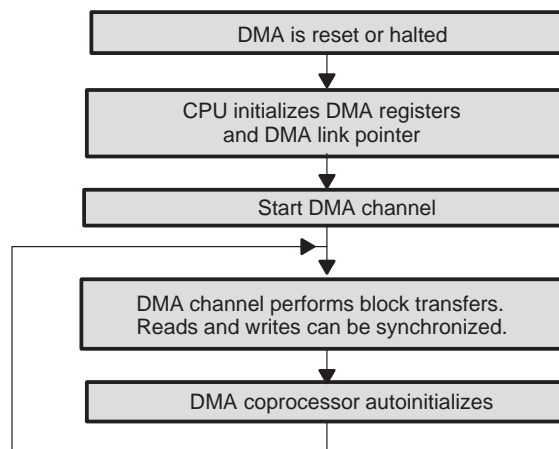 DMA is reset or halted
CPU initializes DMA registers
and DMA link pointer
Start DMA channel
DMA channel performs block transfers.
Reads and writes can be synchronized.
DMA coprocessor autoinitializes